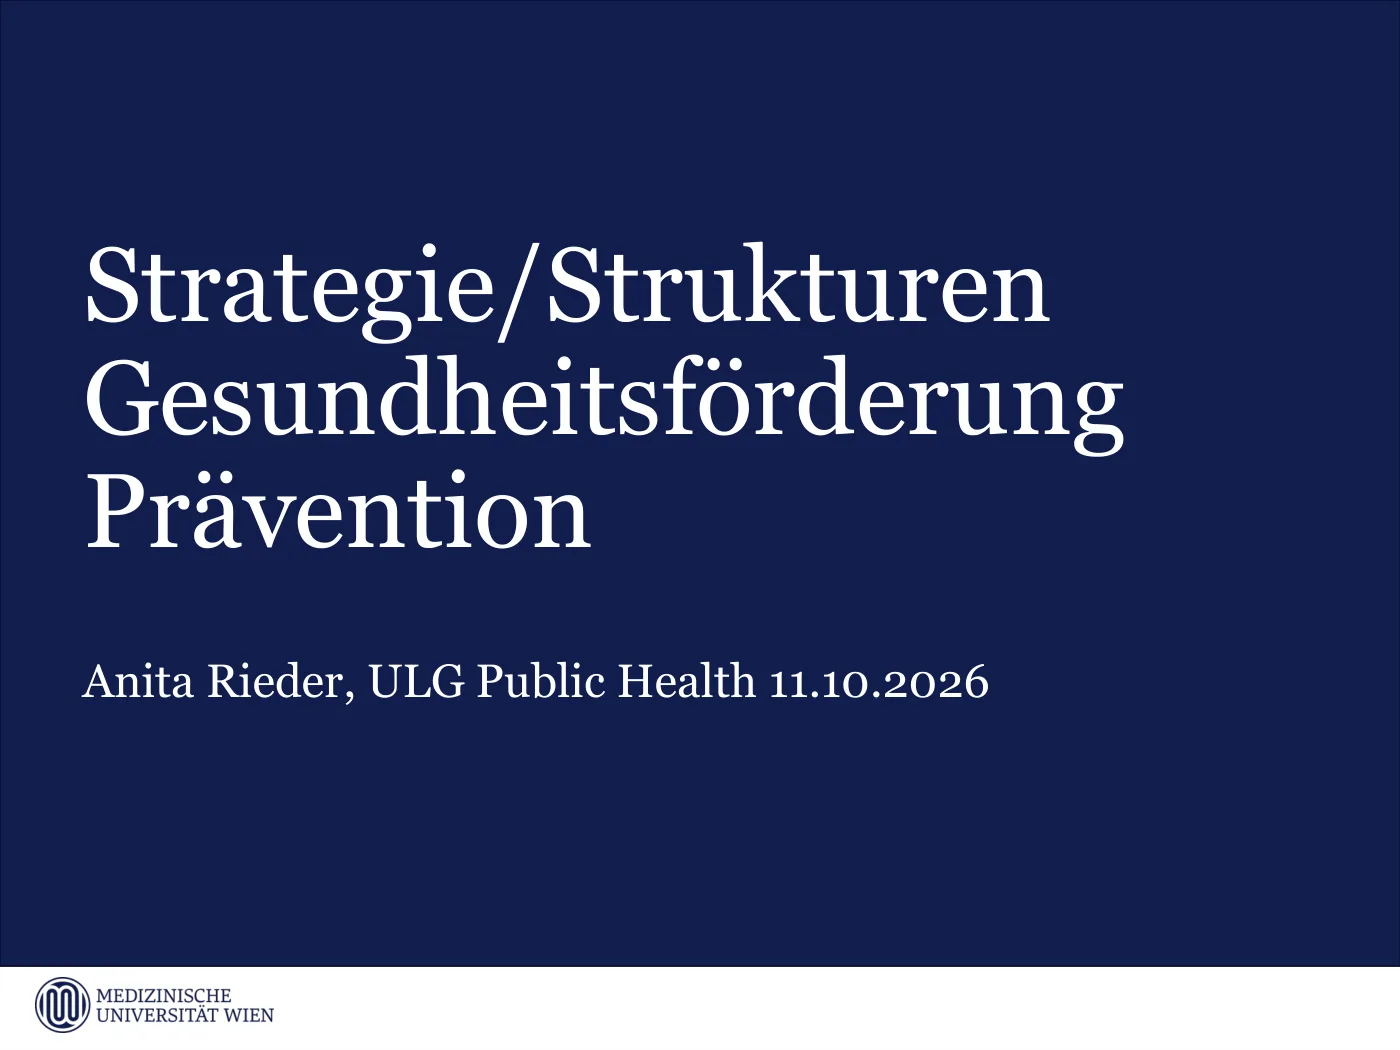 Strategie/Strukturen
Gesundheitsförderung
Prävention
Anita Rieder, ULG Public Health 11.10.2026
MEDIZINISCHE
UNIVERSITÄT WIEN